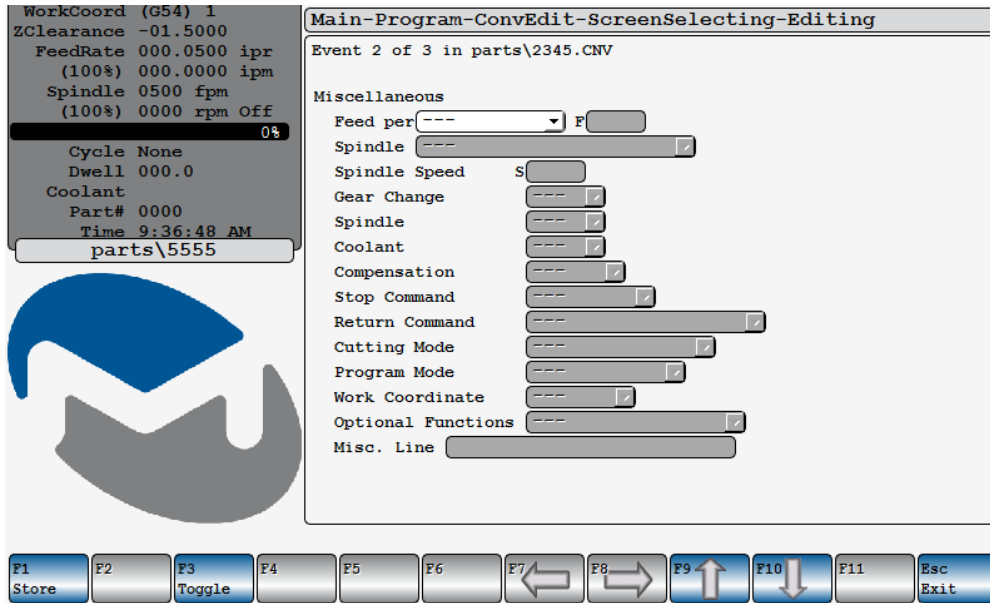 WorkCoord (G54) 1
ZClearance -01.5000
FeedRate 000.0500 ipr
(100%) 000.0000 ipm
Spindle 0500 fpm
(100%) 0000 rpm Off
0%
Cycle None
Dwell 000.0
Coolant
Part# 0000
Time 9:36:48 AM
parts\5555
Main-Program-ConvEdit-ScreenSelecting-Editing
Event 2 of 3 in parts\2345.CNV
Miscellaneous
Feed per --- F
Spindle ---
Spindle Speed S
Gear Change ---
Spindle ---
Coolant ---
Compensation ---
Stop Command ---
Return Command ---
Cutting Mode ---
Program Mode ---
Work Coordinate ---
Optional Functions ---
Misc. Line
F1 F2 F3 F4 F5 F6 F7 F8 F9 F10 F11 Esc
Store Toggle Exit